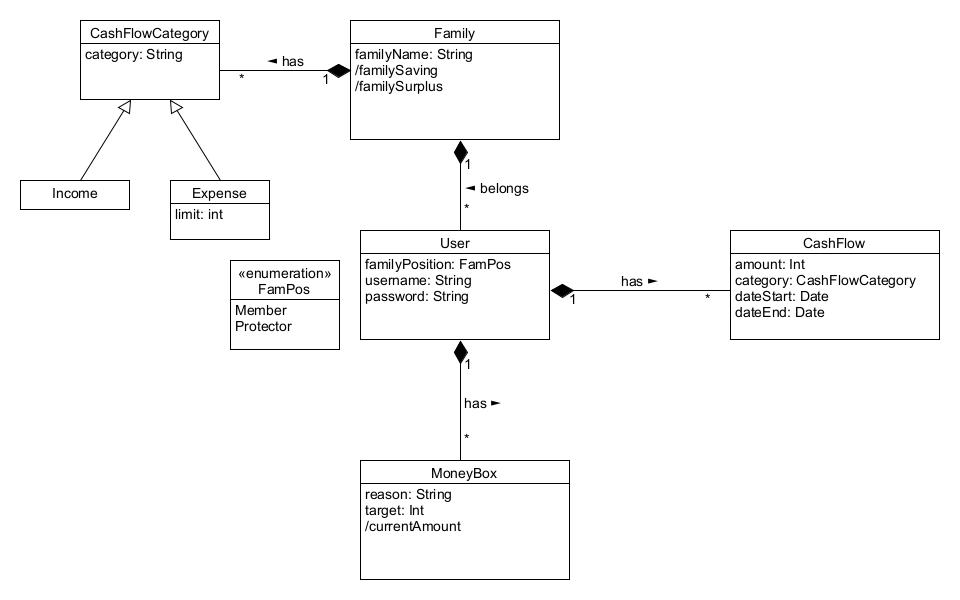 CashFlowCategory
category: String
Family
familyName: String
/familySaving
/familySurplus
◄ has
*
1
Income
Expense
limit: int
1
◄ belongs
*
User
familyPosition: FamPos
username: String
password: String
«enumeration»
FamPos
Member
Protector
CashFlow
amount: Int
category: CashFlowCategory
dateStart: Date
dateEnd: Date
has ►
1
*
1
has ►
*
MoneyBox
reason: String
target: Int
/currentAmount